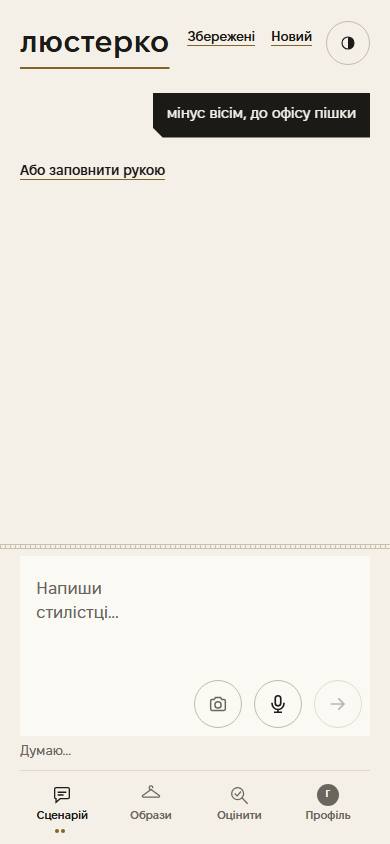 люстерко
Збережені
Новий
мінус вісім, до офісу пішки
Або заповнити рукою
Напиши
стилістці...
Думаю...
Сценарій
Образи
Оцінити
Г
Профіль